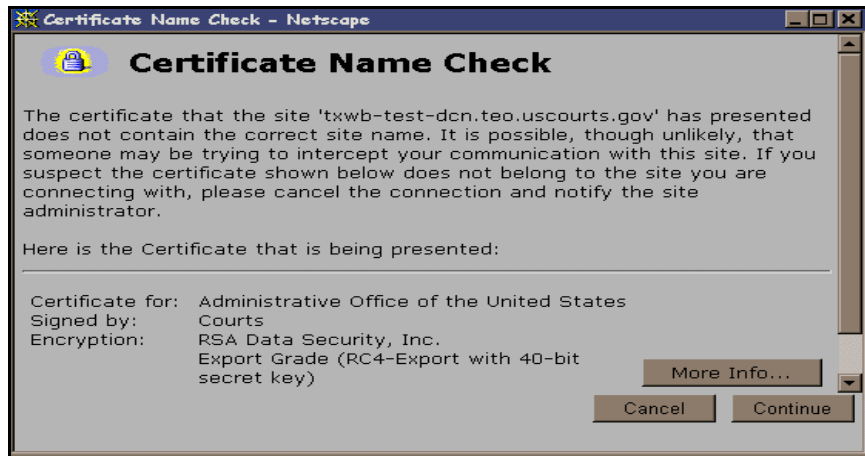 Certificate Name Check - Netscape
Certificate Name Check
The certificate that the site 'txwb-test-dcn.teo.uscourts.gov' has presented
does not contain the correct site name. It is possible, though unlikely, that
someone may be trying to intercept your communication with this site. If you
suspect the certificate shown below does not belong to the site you are
connecting with, please cancel the connection and notify the site
administrator.
Here is the Certificate that is being presented:
Certificate for: Administrative Office of the United States
Signed by: Courts
Encryption: RSA Data Security, Inc.
Export Grade (RC4-Export with 40-bit
secret key)
More Info...
Cancel Continue